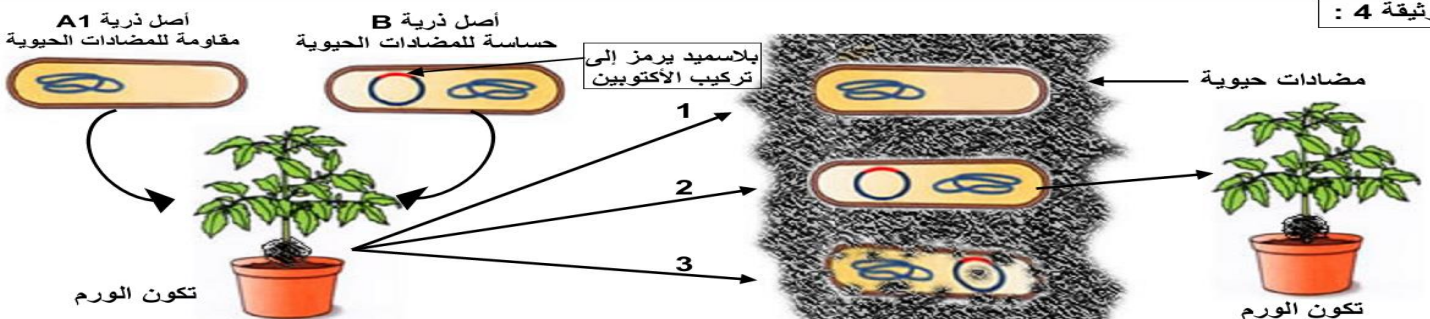 وثيقة 4 :
أصل ذرية A1
مقاومة للمضادات الحيوية
أصل ذرية B
حساسة للمضادات الحيوية
بلاسميد يرمز إلى
تركيب الأكتوبين
مضادات حيوية
1
2
3
تكون الورم
تكون الورم